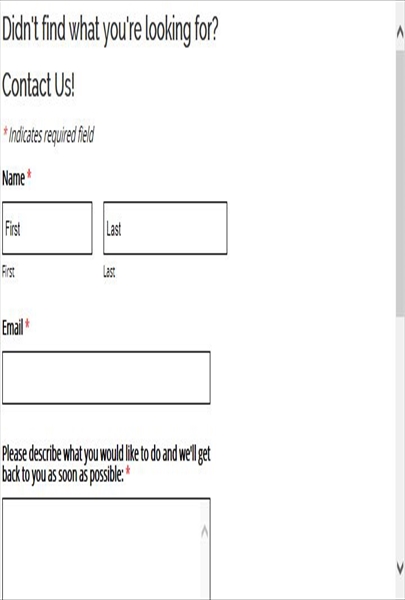 Didn't find what you're looking for?
Contact Us!
* Indicates required field
Name *
First Last
First Last
Email *
Please describe what you would like to do and we'll get
back to you as soon as possible: *